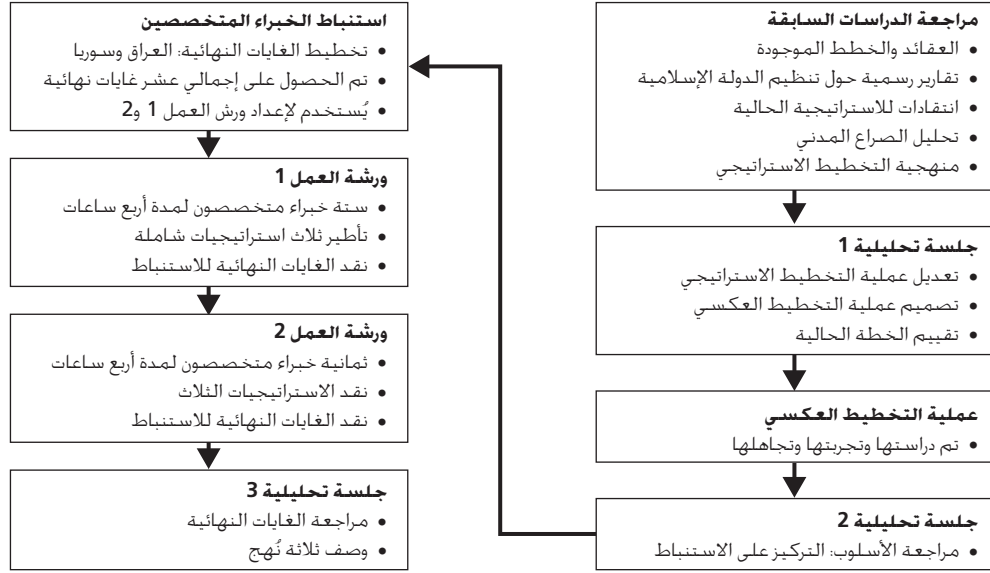 مراجعة الدراسات السابقة
• العقائد والخطط الموجودة
• تقارير رسمية حول تنظيم الدولة الإسلامية
• انتقادات للاستراتيجية الحالية
• تحليل الصراع المدني
• منهجية التخطيط الاستراتيجي
جلسة تحليلية 1
• تعديل عملية التخطيط الاستراتيجي
• تصميم عملية التخطيط العكسي
• تقييم الخطة الحالية
عملية التخطيط العكسي
• تم دراستها وتجربتها وتجاهلها
جلسة تحليلية 2
• مراجعة الأسلوب: التركيز على الاستنباط
استنباط الخبراء المتخصصين
• تخطيط الغايات النهائية: العراق وسوريا
• تم الحصول على إجمالي عشر غايات نهائية
• يُستخدم لإعداد ورش العمل 1 و2
ورشة العمل 1
• ستة خبراء متخصصون لمدة أربع ساعات
• تأطير ثلاث استراتيجيات شاملة
• نقد الغايات النهائية للاستنباط
ورشة العمل 2
• ثمانية خبراء متخصصون لمدة أربع ساعات
• نقد الاستراتيجيات الثلاث
• نقد الغايات النهائية للاستنباط
جلسة تحليلية 3
• مراجعة الغايات النهائية
• وصف ثلاثة نُهج